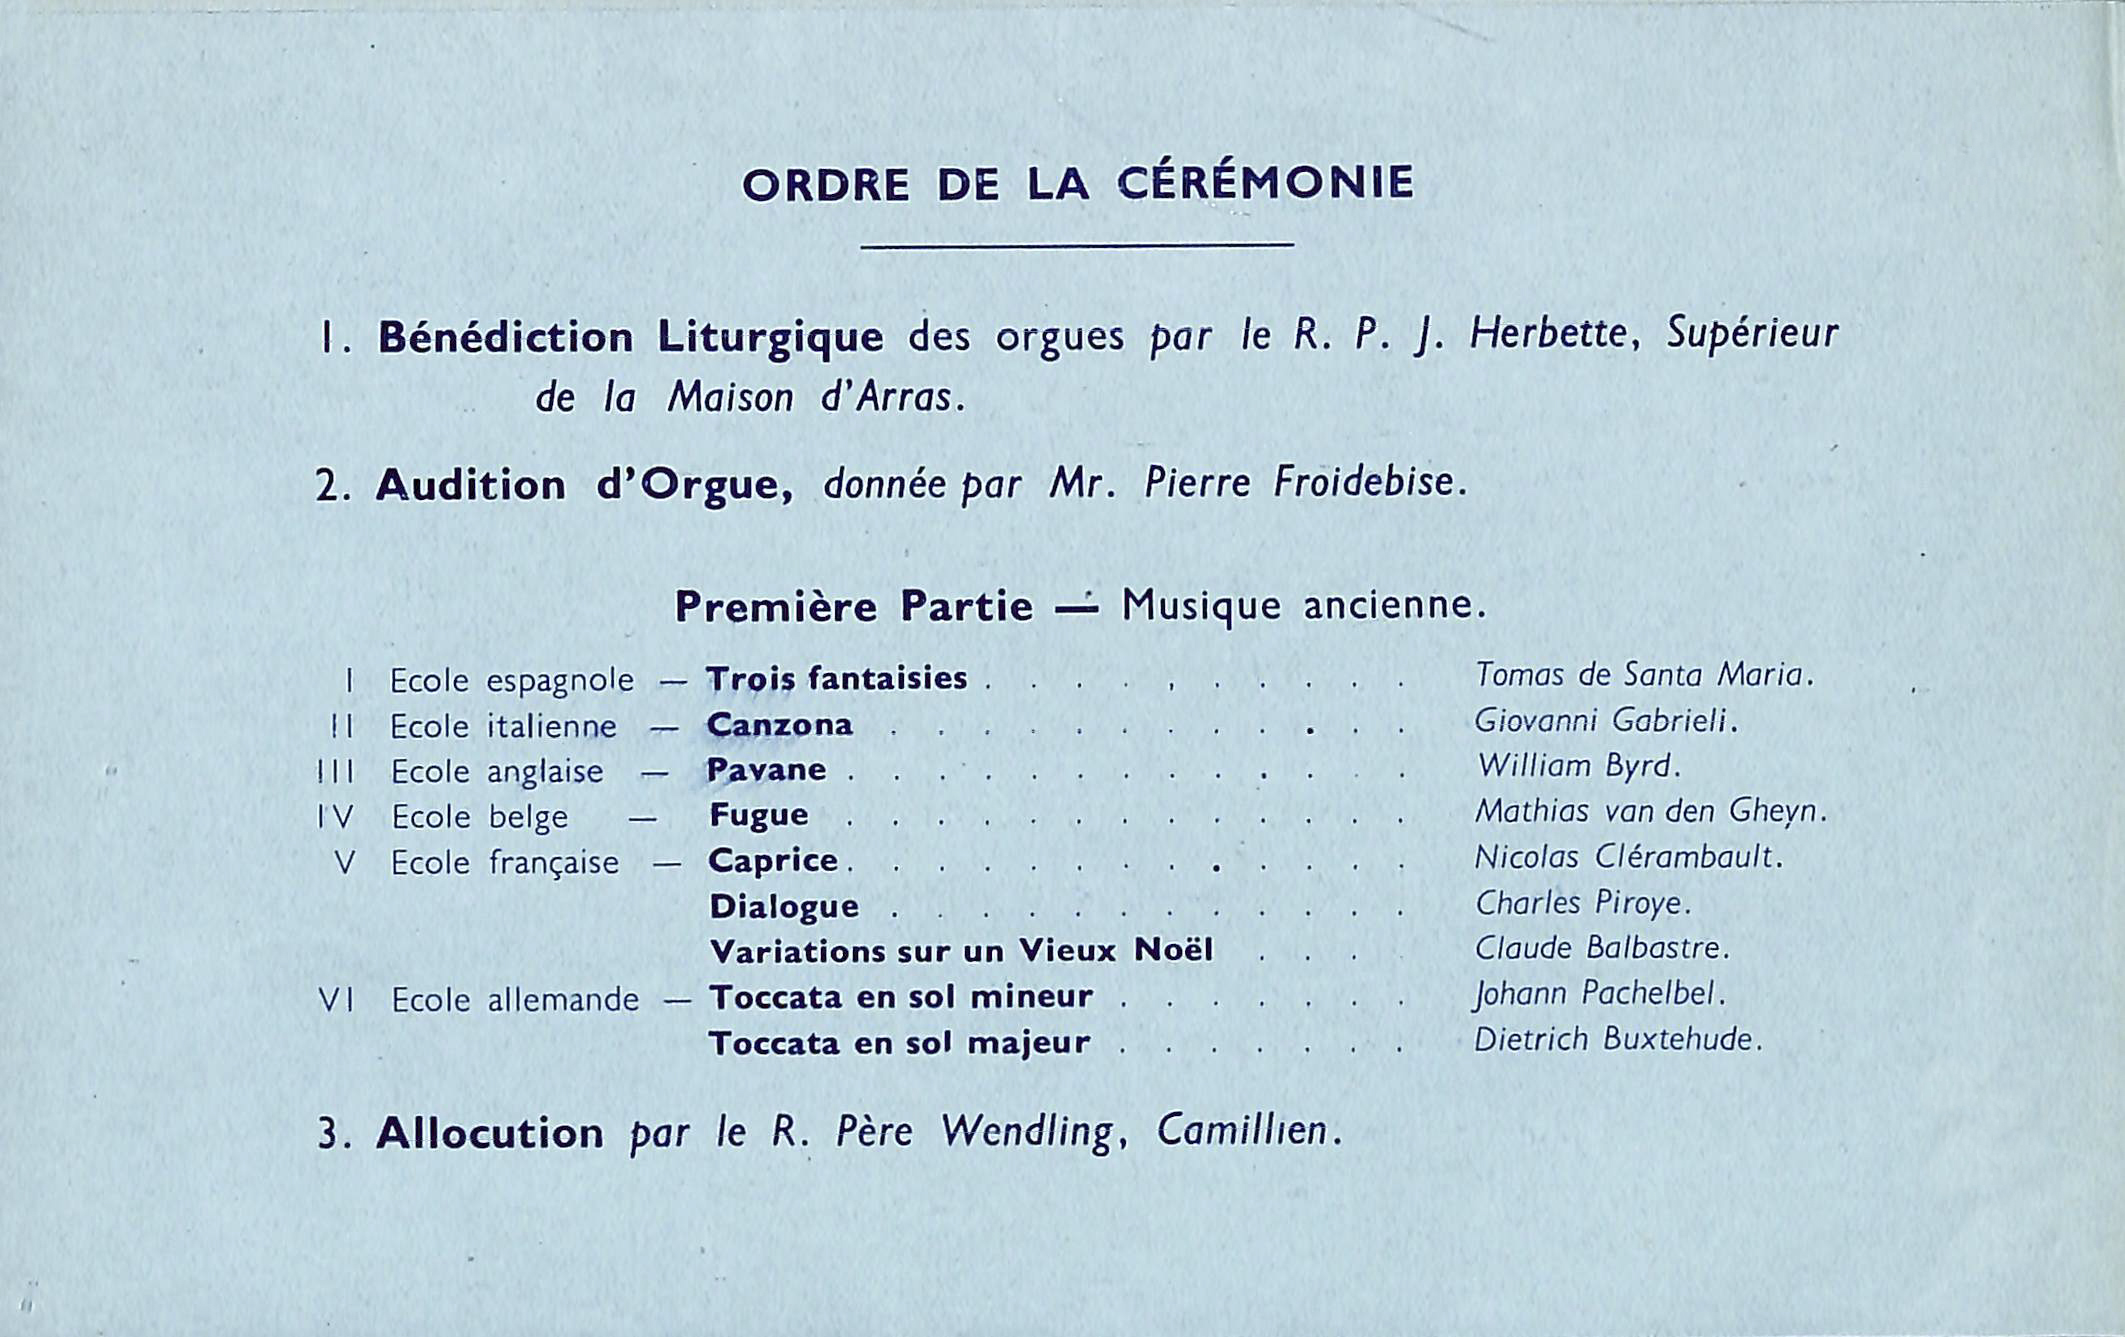 ORDRE DE LA CÉRÉMONIE
1. Bénédiction Liturgique des orgues par le R. P. J. Herbette, Supérieur
de la Maison d'Arras.
2. Audition d'Orgue, donnée par Mr. Pierre Froidebise.
Première Partie — Musique ancienne.
I Ecole espagnole — Trois fantaisies . . . . . . . . . . Tomas de Santa Maria.
II Ecole italienne — Canzona . . . . . . . . . . . . Giovanni Gabrieli.
III Ecole anglaise — Pavane . . . . . . . . . . . . . William Byrd.
IV Ecole belge — Fugue . . . . . . . . . . . . . Mathias van den Gheyn.
V Ecole française — Caprice . . . . . . . . . . . . . Nicolas Clérambault.
Dialogue . . . . . . . . . . . . Charles Piroye.
Variations sur un Vieux Noël . . . Claude Balbastre.
VI Ecole allemande — Toccata en sol mineur . . . . . . . Johann Pachelbel.
Toccata en sol majeur . . . . . . . Dietrich Buxtehude.
3. Allocution par le R. Père Wendling, Camillien.